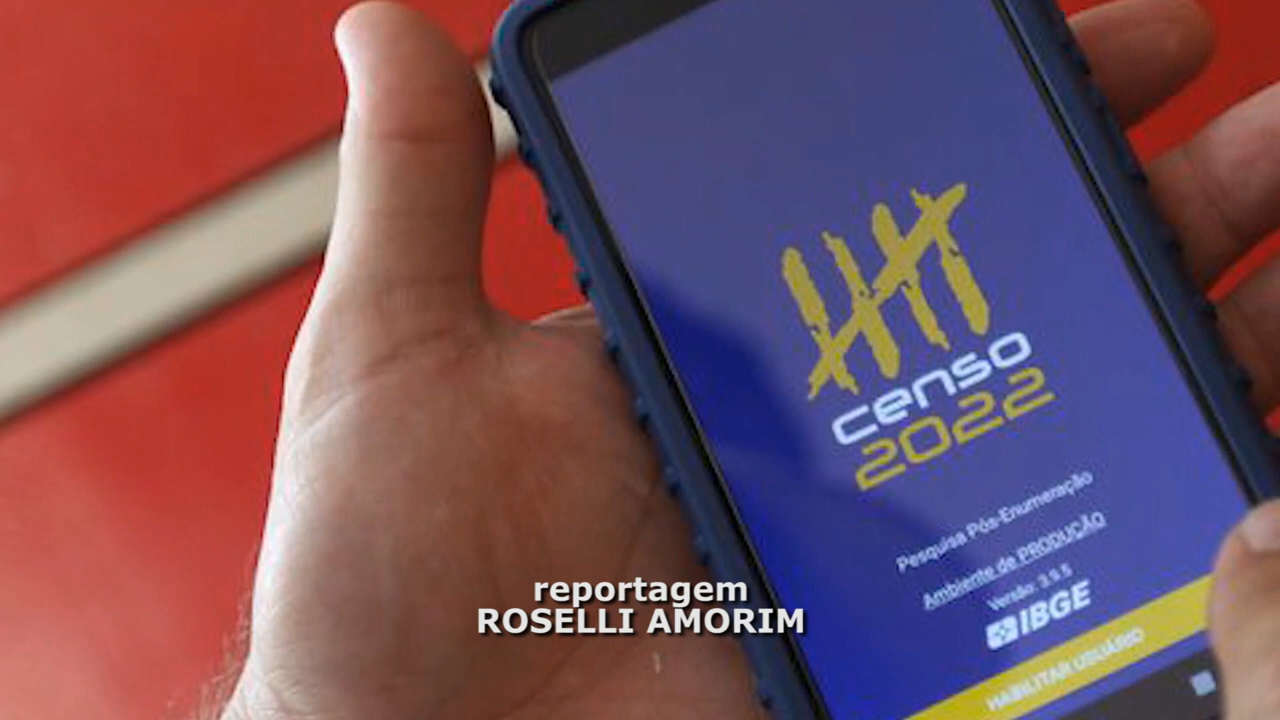 censo
2022
Pesquisa Pós-Enumeração
Ambiente de PRODUÇÃO
Versão: 3.9.5
IBGE
HABILITAR USUÁRIO
reportagem
ROSELLI AMORIM